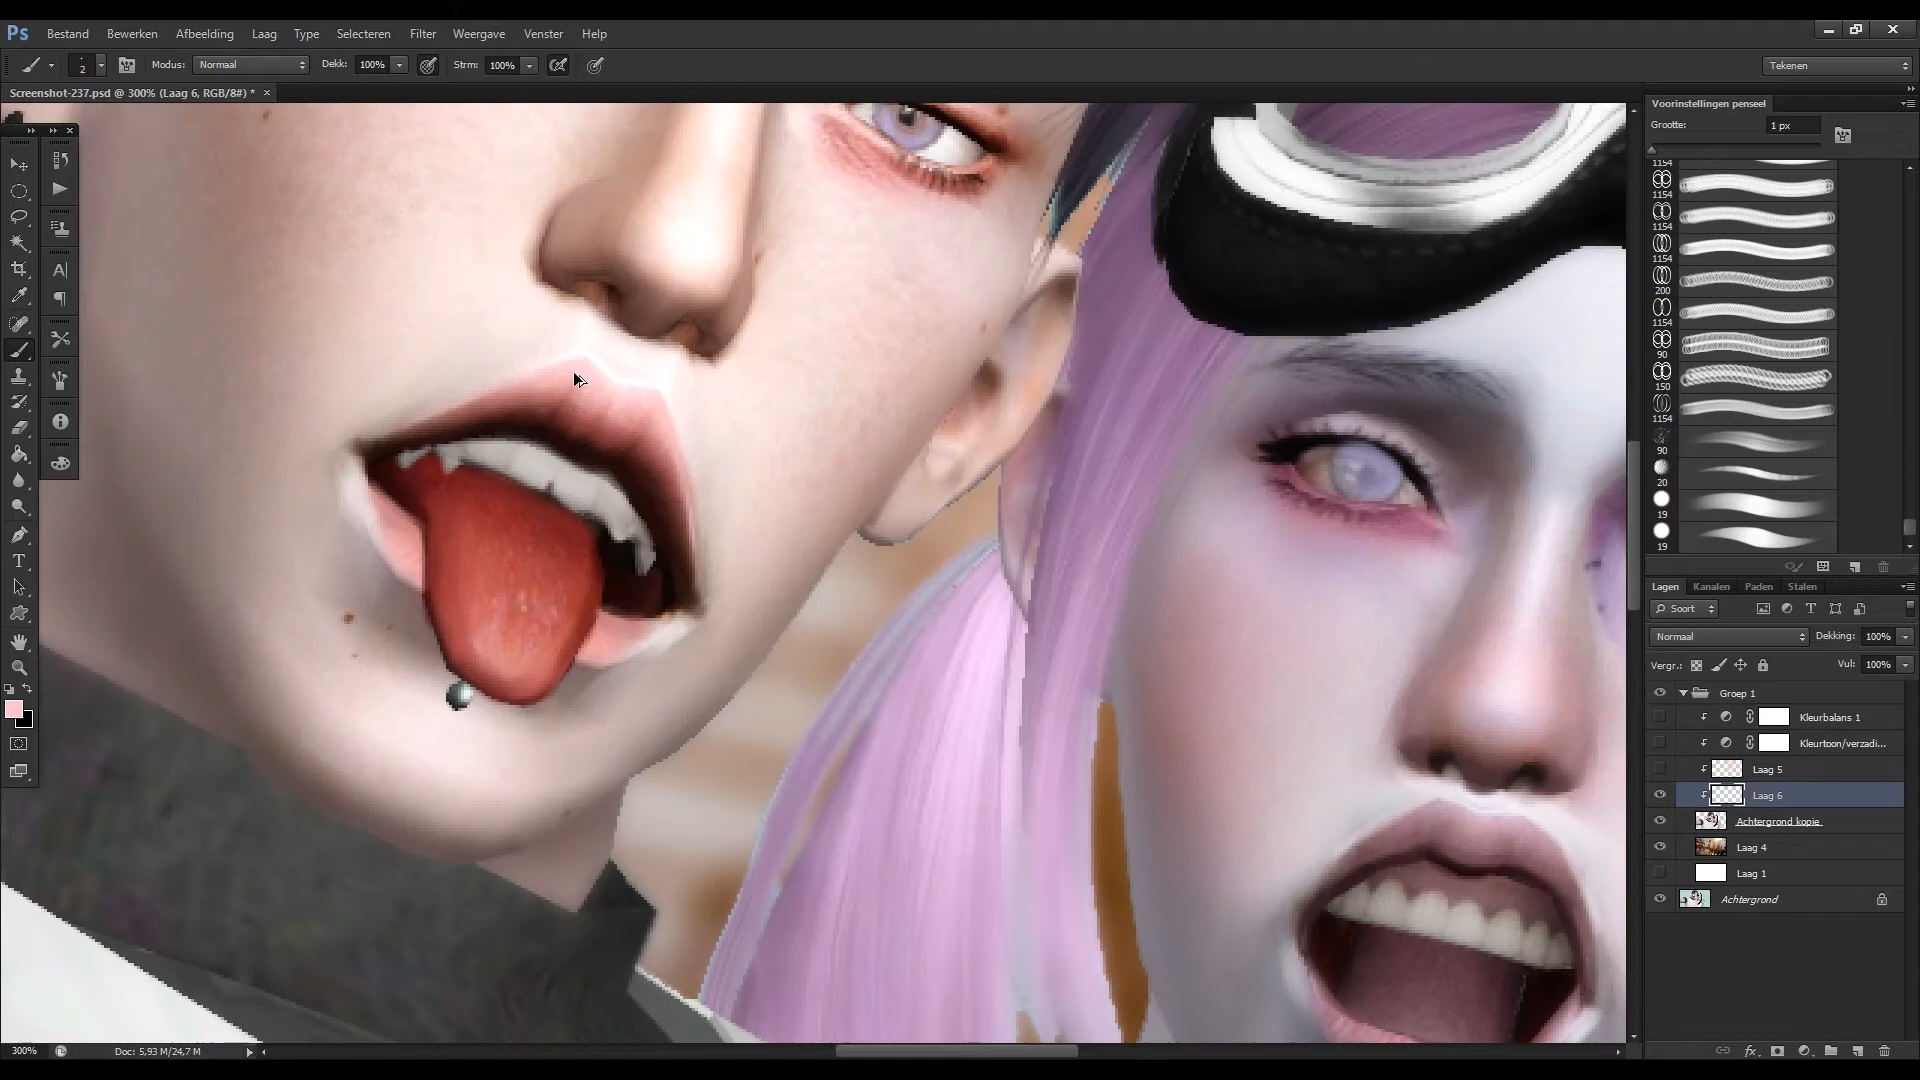 Ps Bestand Bewerken Afbeelding Laag Type Selecteren Filter Weergave Venster Help
2 Modus: Normaal Dekk: 100% Strm: 100% Tekenen
Screenshot-237.psd @ 300% (Laag 6, RGB/8#) * ×
Voorinstellingen penseel
Grootte: 1 px
1154
1154
1154
1154
200
1154
90
150
1154
90
20
19
19
Lagen Kanalen Paden Stalen
Soort
Normaal Dekking: 100%
Vergr.: Vul: 100%
Groep 1
Kleurbalans 1
Kleurtoon/verzadi...
Laag 5
Laag 6
Achtergrond kopie
Laag 4
Laag 1
Achtergrond
300% Doc: 5,93 M/24,7 M